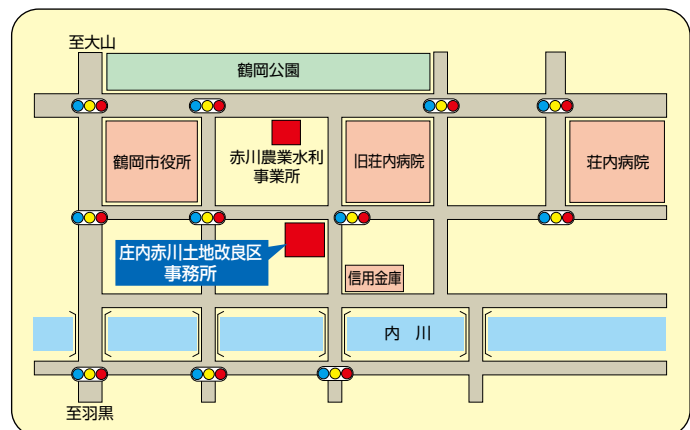 至大山
鶴岡公園
鶴岡市役所
赤川農業水利
事業所
旧荘内病院
荘内病院
庄内赤川土地改良区
事務所
信用金庫
内 川
至羽黒